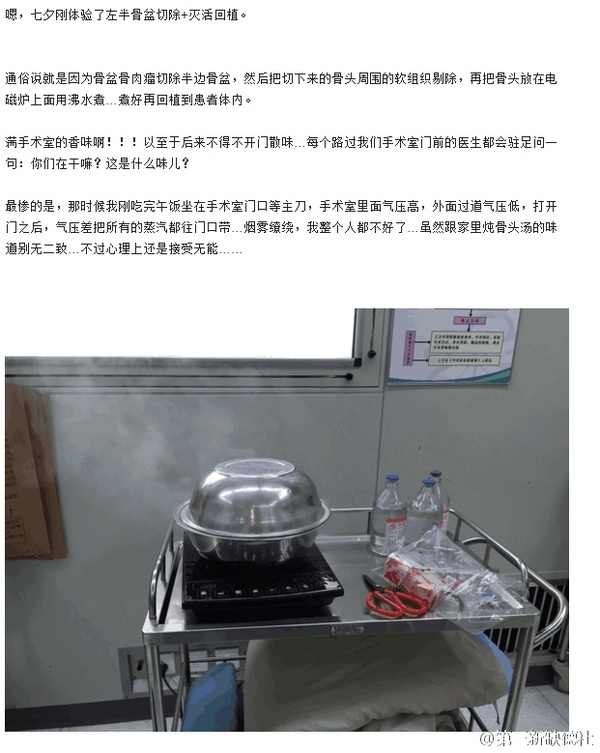 嗯，七夕刚体验了左半骨盆切除+灭活回植。
通俗说就是因为骨盆骨肉瘤切除半边骨盆，然后把切下来的骨头周围的软组织剔除，再把骨头放在电
磁炉上面用沸水煮...煮好再回植到患者体内。
满手术室的香味啊！！！以至于后来不得不开门散味...每个路过我们手术室门前的医生都会驻足问一
句：你们在干嘛？这是什么味儿？
最惨的是，那时候我刚吃完午饭坐在手术室门口等主刀，手术室里面气压高，外面过道气压低，打开
门之后，气压差把所有的蒸汽都往门口带...烟雾缭绕，我整个人都不好了...虽然跟家里炖骨头汤的味
道别无二致...不过心理上还是接受无能......